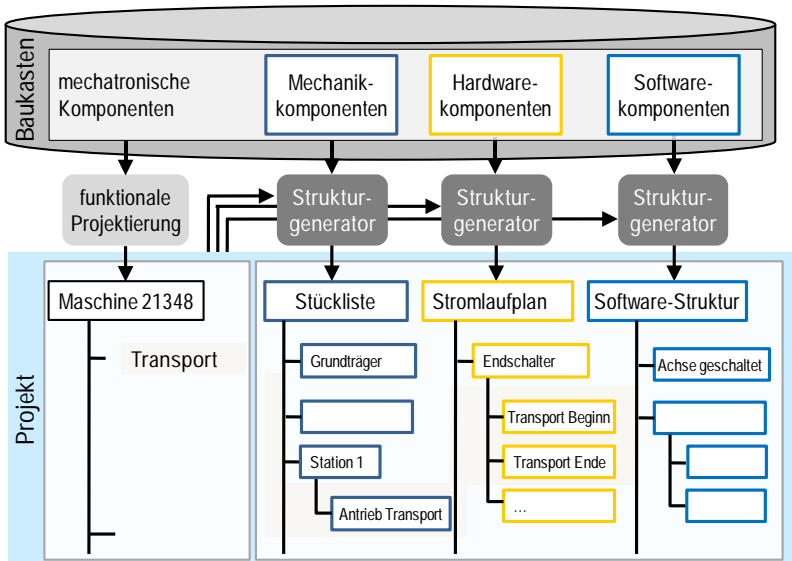 Baukasten
mechatronische
Komponenten
Mechanik-
komponenten
Hardware-
komponenten
Software-
komponenten
funktionale
Projektierung
Struktur-
generator
Struktur-
generator
Struktur-
generator
Projekt
Maschine 21348
Transport
Stückliste
Grundträger
Station 1
Antrieb Transport
Stromlaufplan
Endschalter
Transport Beginn
Transport Ende
...
Software-Struktur
Achse geschaltet